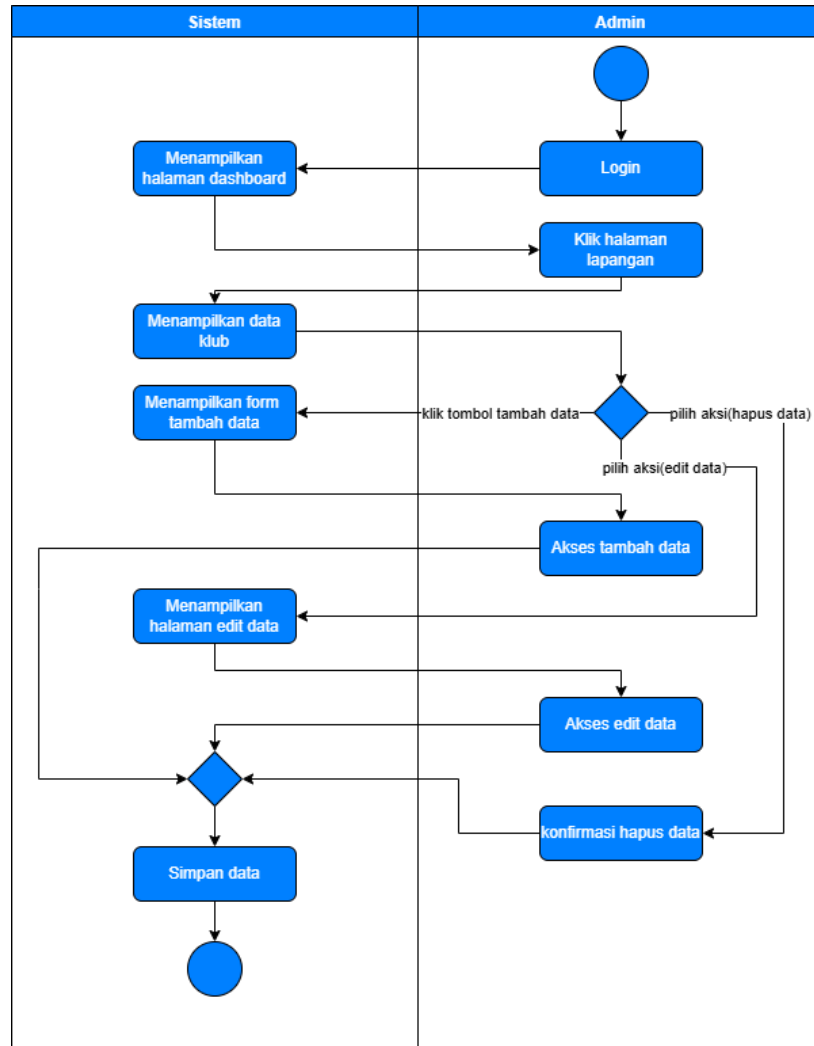 Sistem
Admin
Menampilkan
halaman dashboard
Login
Klik halaman
lapangan
Menampilkan data
klub
Menampilkan form
tambah data
klik tombol tambah data
pilih aksi(hapus data)
pilih aksi(edit data)
Akses tambah data
Menampilkan
halaman edit data
Akses edit data
konfirmasi hapus data
Simpan data